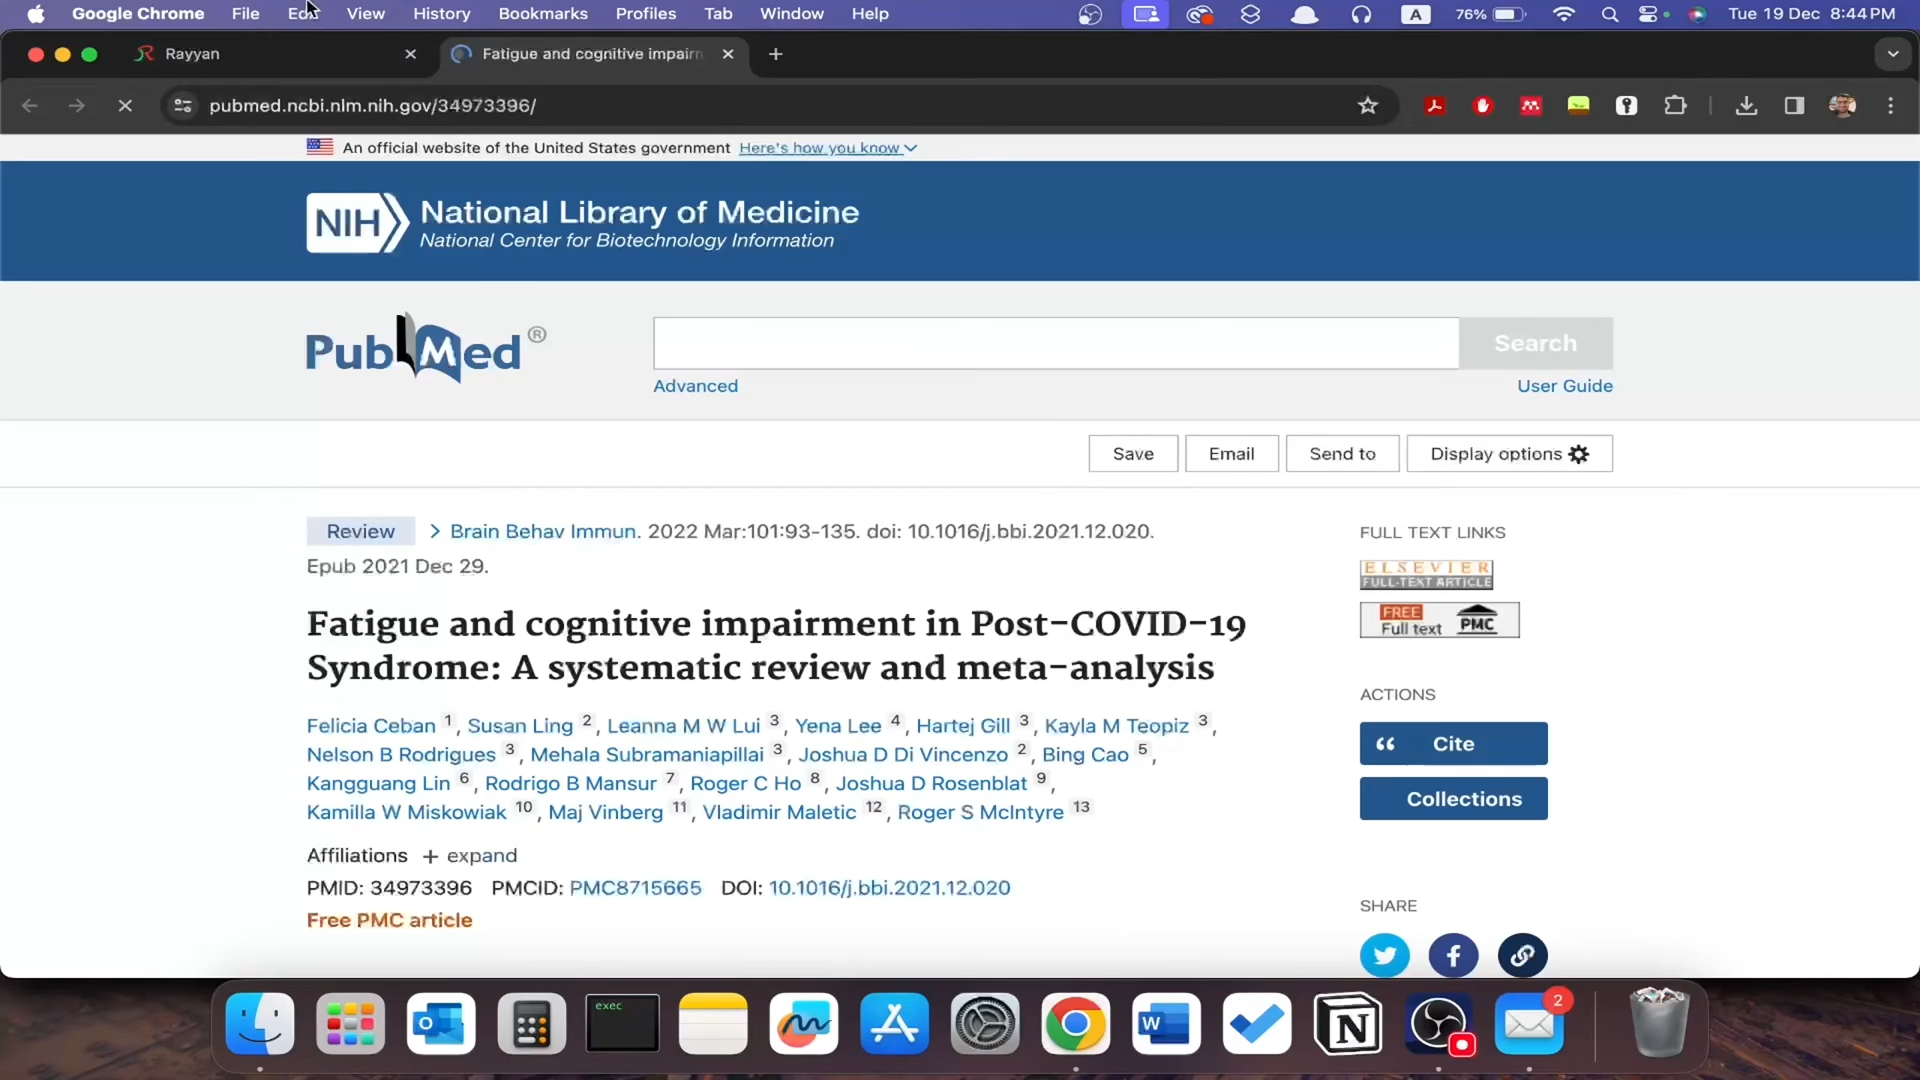 Google Chrome File Edit View History Bookmarks Profiles Tab Window Help A 76% Tue 19 Dec 8:44 PM
Rayyan
Fatigue and cognitive impairm
pubmed.ncbi.nlm.nih.gov/34973396/
An official website of the United States government Here's how you know
NIH National Library of Medicine
National Center for Biotechnology Information
PubMed®
Search
Advanced
User Guide
Save
Email
Send to
Display options
Review > Brain Behav Immun. 2022 Mar:101:93-135. doi: 10.1016/j.bbi.2021.12.020.
Epub 2021 Dec 29.
Fatigue and cognitive impairment in Post-COVID-19
Syndrome: A systematic review and meta-analysis
Felicia Ceban 1, Susan Ling 2, Leanna M W Lui 3, Yena Lee 4, Hartej Gill 3, Kayla M Teopiz 3,
Nelson B Rodrigues 3, Mehala Subramaniapillai 3, Joshua D Di Vincenzo 2, Bing Cao 5,
Kangguang Lin 6, Rodrigo B Mansur 7, Roger C Ho 8, Joshua D Rosenblat 9,
Kamilla W Miskowiak 10, Maj Vinberg 11, Vladimir Maletic 12, Roger S McIntyre 13
Affiliations + expand
PMID: 34973396 PMCID: PMC8715665 DOI: 10.1016/j.bbi.2021.12.020
Free PMC article
FULL TEXT LINKS
ELSEVIER
FULL-TEXT ARTICLE
FREE
Full text PMC
ACTIONS
Cite
Collections
SHARE
exec
2